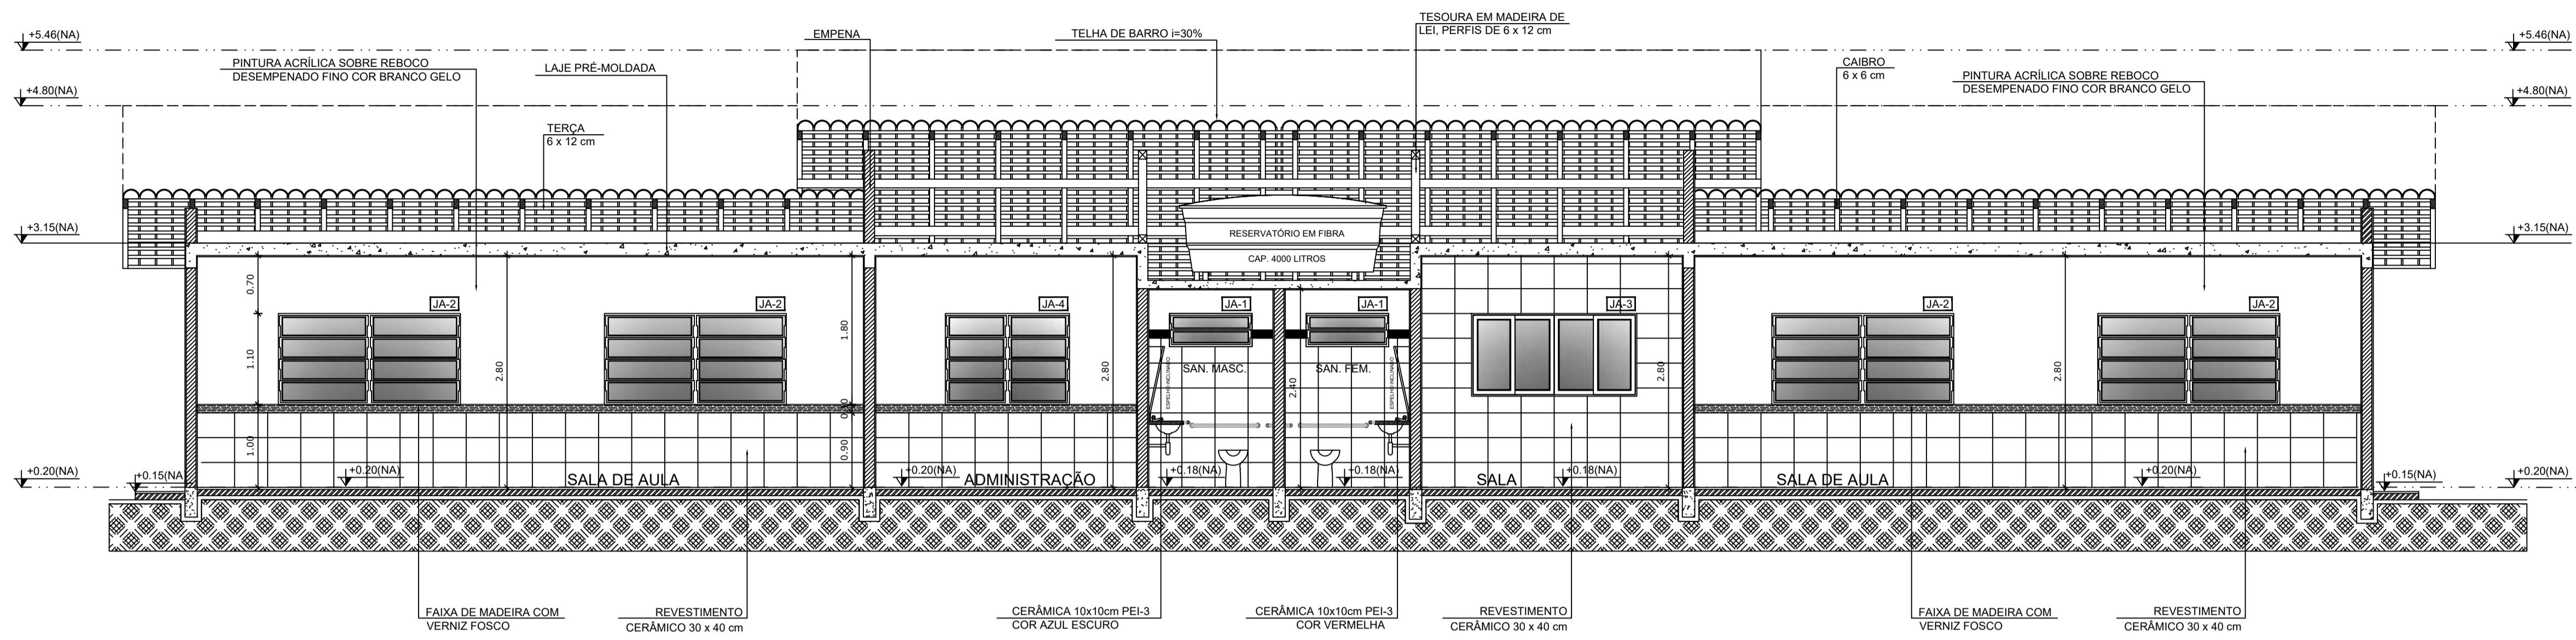 +5.46(NA)
EMPENA
TELHA DE BARRO i=30%
TESOURA EM MADEIRA DE
LEI, PERFIS DE 6 x 12 cm
+5.46(NA)
PINTURA ACRÍLICA SOBRE REBOCO
DESEMPENADO FINO COR BRANCO GELO
LAJE PRÉ-MOLDADA
CAIBRO
6 x 6 cm
PINTURA ACRÍLICA SOBRE REBOCO
DESEMPENADO FINO COR BRANCO GELO
+4.80(NA)
+4.80(NA)
TERÇA
6 x 12 cm
+3.15(NA)
RESERVATÓRIO EM FIBRA
CAP. 4000 LITROS
+3.15(NA)
0.70
JA-2
JA-2
JA-4
JA-1
JA-1
JA-3
JA-2
JA-2
1.10
2.80
1.80
2.80
SAN. MASC.
SAN. FEM.
ESPELHO INCLINADO
ESPELHO INCLINADO
2.40
2.80
2.80
1.00
0.90
+0.20(NA)
+0.15(NA)
+0.20(NA)
SALA DE AULA
+0.20(NA)
ADMINISTRAÇÃO
+0.18(NA)
+0.18(NA)
SALA
+0.18(NA)
SALA DE AULA
+0.20(NA)
+0.15(NA)
+0.20(NA)
FAIXA DE MADEIRA COM
VERNIZ FOSCO
REVESTIMENTO
CERÂMICO 30 x 40 cm
CERÂMICA 10x10cm PEI-3
COR AZUL ESCURO
CERÂMICA 10x10cm PEI-3
COR VERMELHA
REVESTIMENTO
CERÂMICO 30 x 40 cm
FAIXA DE MADEIRA COM
VERNIZ FOSCO
REVESTIMENTO
CERÂMICO 30 x 40 cm